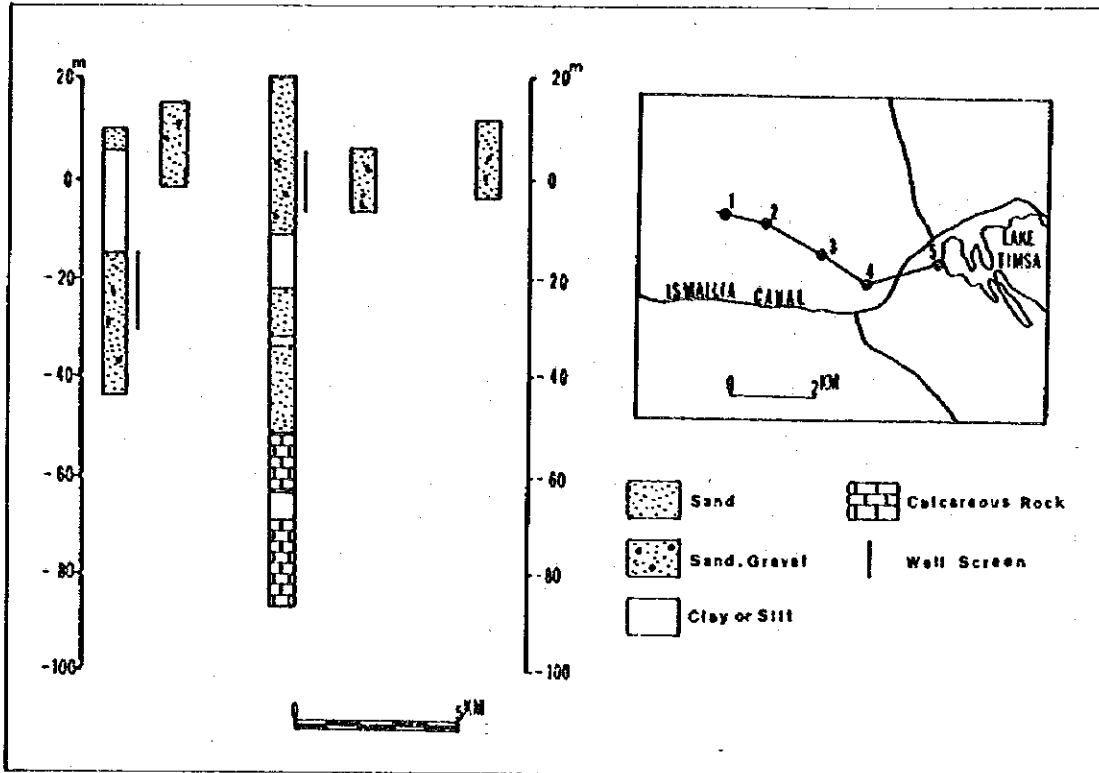 20m
0
-20
-40
-60
-80
-100
20m
0
-20
-40
-60
-80
-100
0 5KM
1
2
3
4
5
LAKE
TIMSA
ISMAILIA CANAL
0 2KM
Sand
Calcareous Rock
Sand. Gravel
Well Screen
Clay or Silt